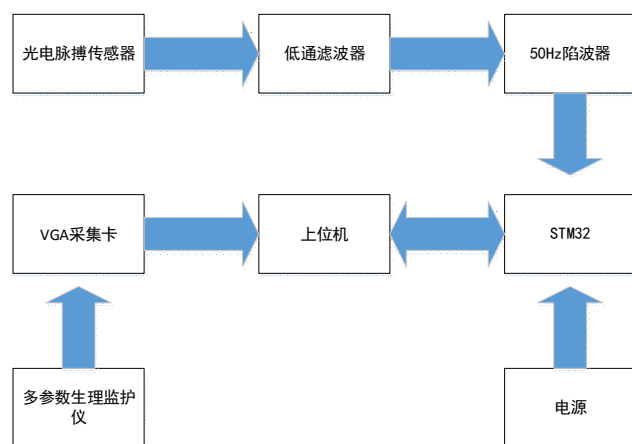 光电脉搏传感器
低通滤波器
50Hz陷波器
VGA采集卡
上位机
STM32
多参数生理监护
仪
电源